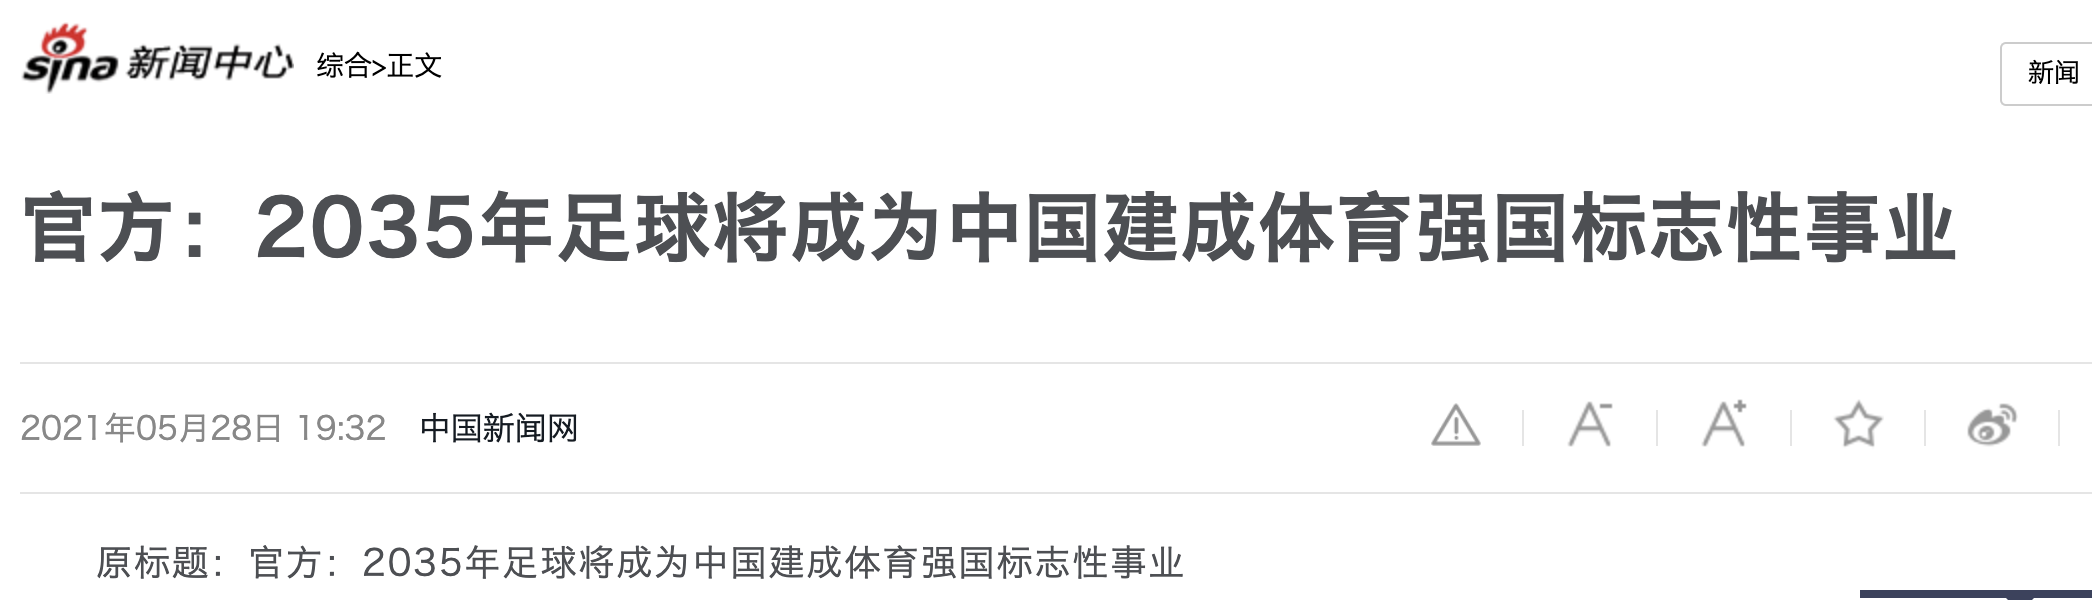 sina 新闻中心 综合>正文
新闻
官方：2035年足球将成为中国建成体育强国标志性事业
2021年05月28日 19:32 中国新闻网
A- A+
原标题：官方：2035年足球将成为中国建成体育强国标志性事业